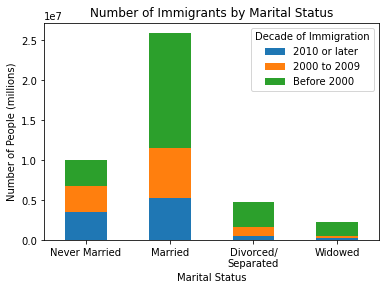 Number of Immigrants by Marital Status
1e7
Decade of Immigration
2010 or later
2000 to 2009
Before 2000
2.5
2.0
1.5
1.0
0.5
0.0
Number of People (millions)
Never Married
Married
Divorced/
Separated
Widowed
Marital Status